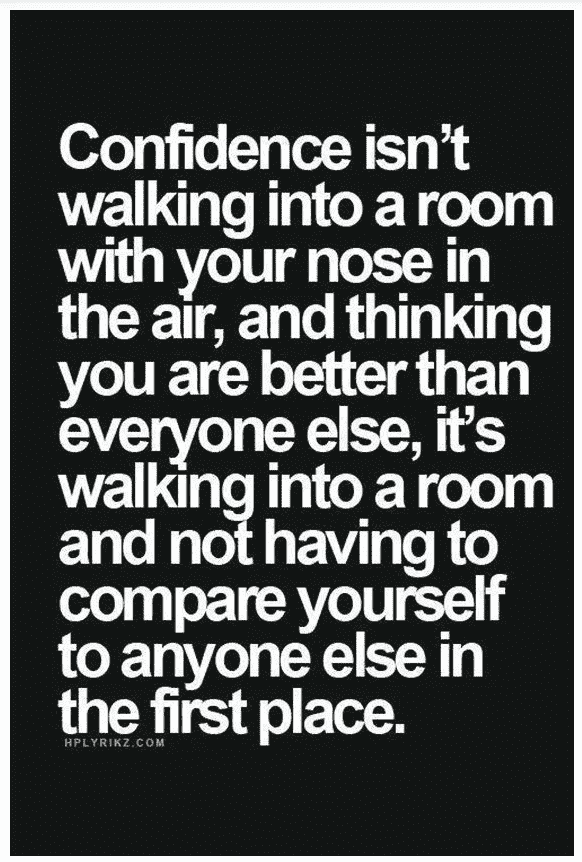 Confidence isn't
walking into a room
with your nose in
the air, and thinking
you are better than
everyone else, it's
walking into a room
and not having to
compare yourself
to anyone else in
the first place.
HPLYRIKZ.COM